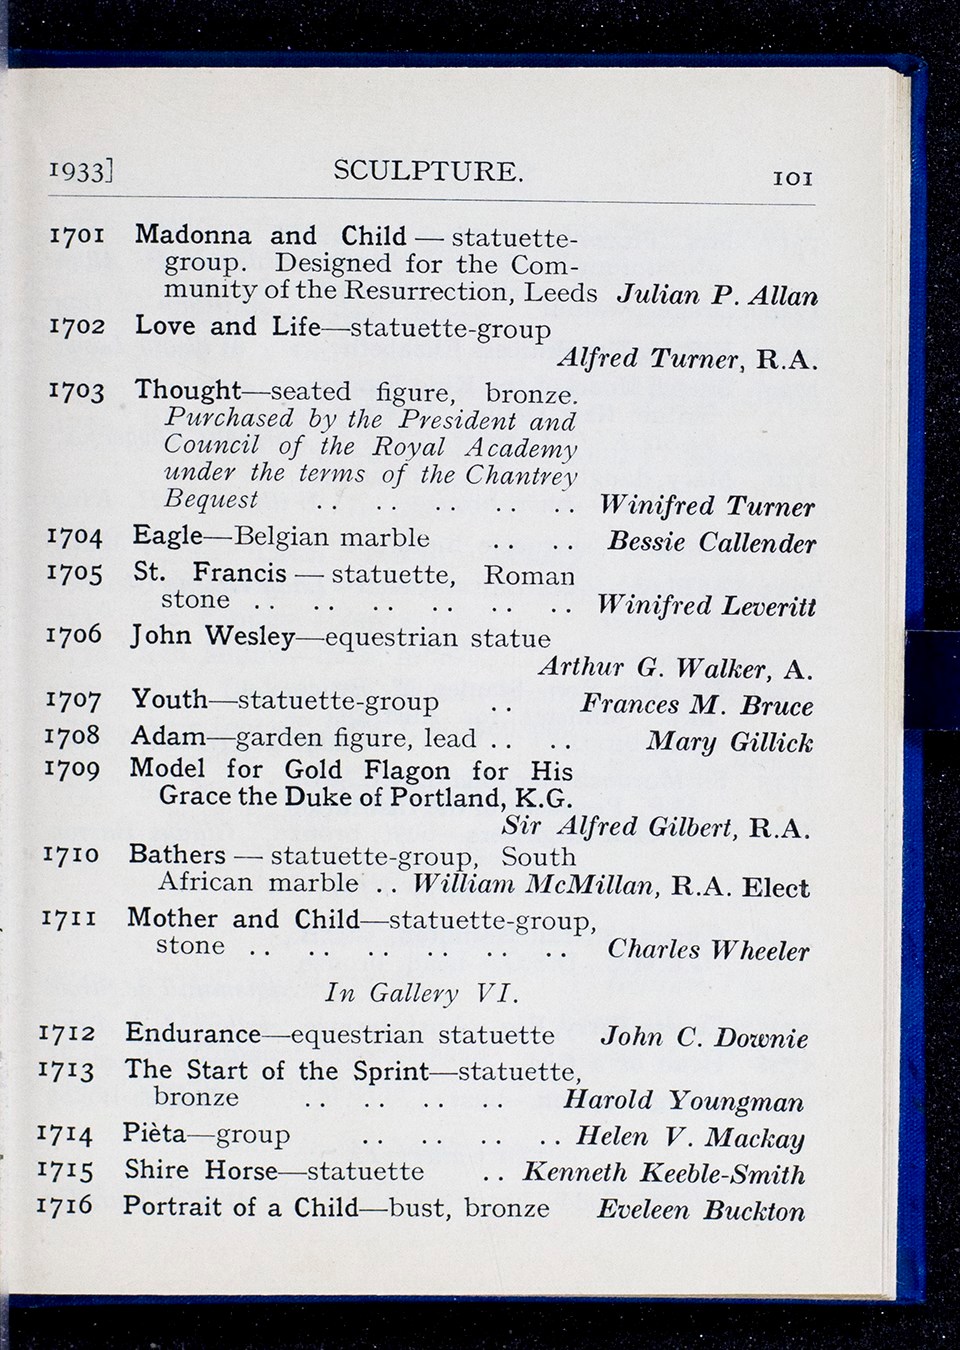 1933] SCULPTURE. 101
1701 Madonna and Child — statuette-
group. Designed for the Com-
munity of the Resurrection, Leeds Julian P. Allan
1702 Love and Life—statuette-group
Alfred Turner, R.A.
1703 Thought—seated figure, bronze.
Purchased by the President and
Council of the Royal Academy
under the terms of the Chantrey
Bequest .. .. .. .. .. Winifred Turner
1704 Eagle—Belgian marble .. .. Bessie Callender
1705 St. Francis — statuette, Roman
stone .. .. .. .. .. .. Winifred Leveritt
1706 John Wesley—equestrian statue
Arthur G. Walker, A.
1707 Youth—statuette-group .. Frances M. Bruce
1708 Adam—garden figure, lead .. .. Mary Gillick
1709 Model for Gold Flagon for His
Grace the Duke of Portland, K.G.
Sir Alfred Gilbert, R.A.
1710 Bathers — statuette-group, South
African marble .. William McMillan, R.A. Elect
1711 Mother and Child—statuette-group,
stone .. .. .. .. .. .. Charles Wheeler
In Gallery VI.
1712 Endurance—equestrian statuette John C. Downie
1713 The Start of the Sprint—statuette,
bronze .. .. .. .. Harold Youngman
1714 Pièta—group .. .. .. .. Helen V. Mackay
1715 Shire Horse—statuette .. Kenneth Keeble-Smith
1716 Portrait of a Child—bust, bronze Eveleen Buckton